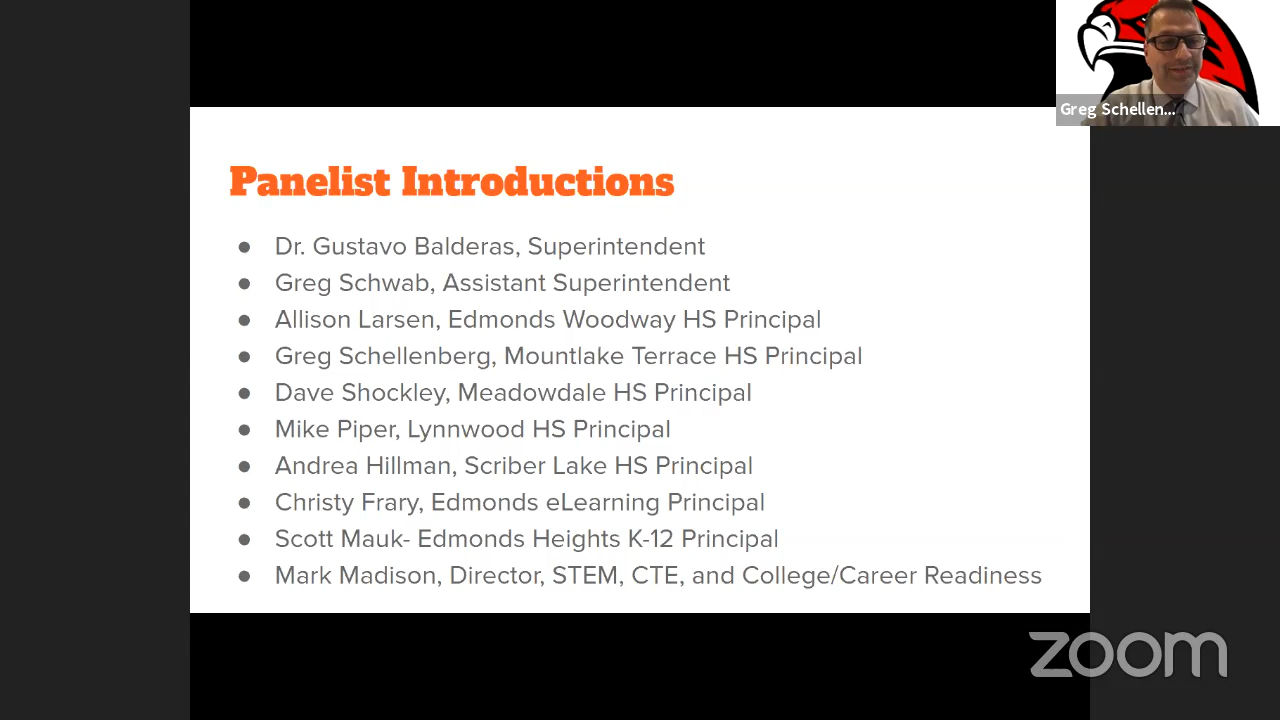 Greg Schellen...
Panelist Introductions
● Dr. Gustavo Balderas, Superintendent
● Greg Schwab, Assistant Superintendent
● Allison Larsen, Edmonds Woodway HS Principal
● Greg Schellenberg, Mountlake Terrace HS Principal
● Dave Shockley, Meadowdale HS Principal
● Mike Piper, Lynnwood HS Principal
● Andrea Hillman, Scriber Lake HS Principal
● Christy Frary, Edmonds eLearning Principal
● Scott Mauk- Edmonds Heights K-12 Principal
● Mark Madison, Director, STEM, CTE, and College/Career Readiness
zoom